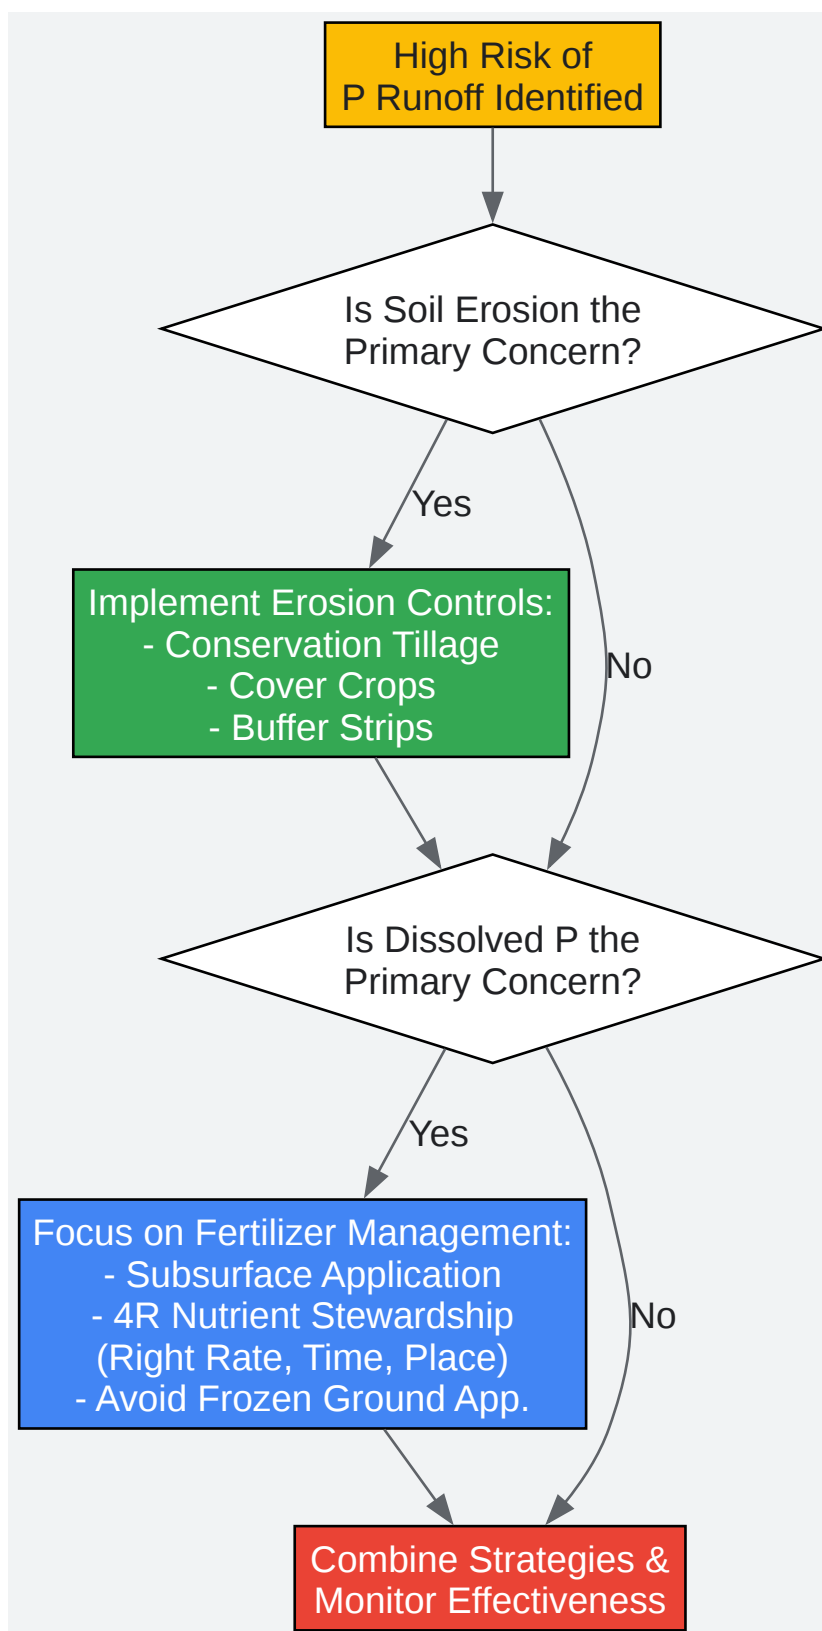 High Risk of
P Runoff Identified
Is Soil Erosion the
Primary Concern?
Yes
Implement Erosion Controls:
- Conservation Tillage
- Cover Crops
- Buffer Strips
No
Is Dissolved P the
Primary Concern?
Yes
Focus on Fertilizer Management:
- Subsurface Application
- 4R Nutrient Stewardship
(Right Rate, Time, Place)
- Avoid Frozen Ground App.
No
Combine Strategies &
Monitor Effectiveness